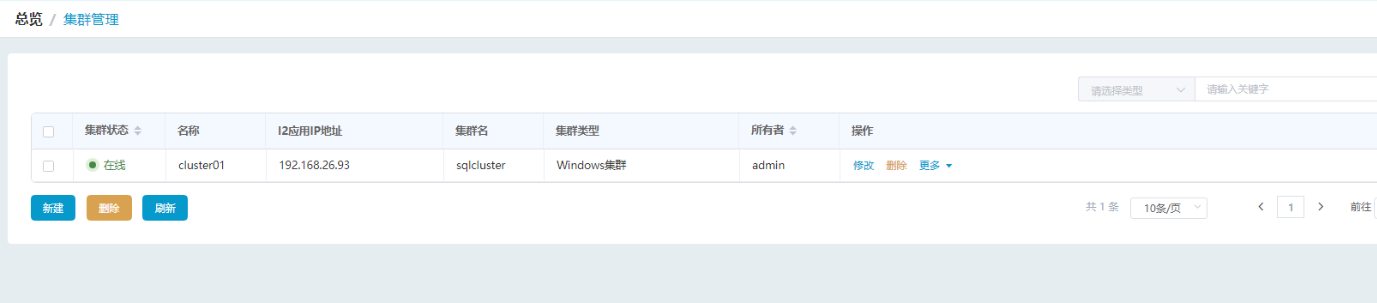 总览 / 集群管理
请选择类型 请输入关键字
集群状态 名称 I2应用IP地址 集群名 集群类型 所有者 操作
在线 cluster01 192.168.26.93 sqlcluster Windows集群 admin 修改 删除 更多
新建 删除 刷新 共 1 条 10条/页 1 前往